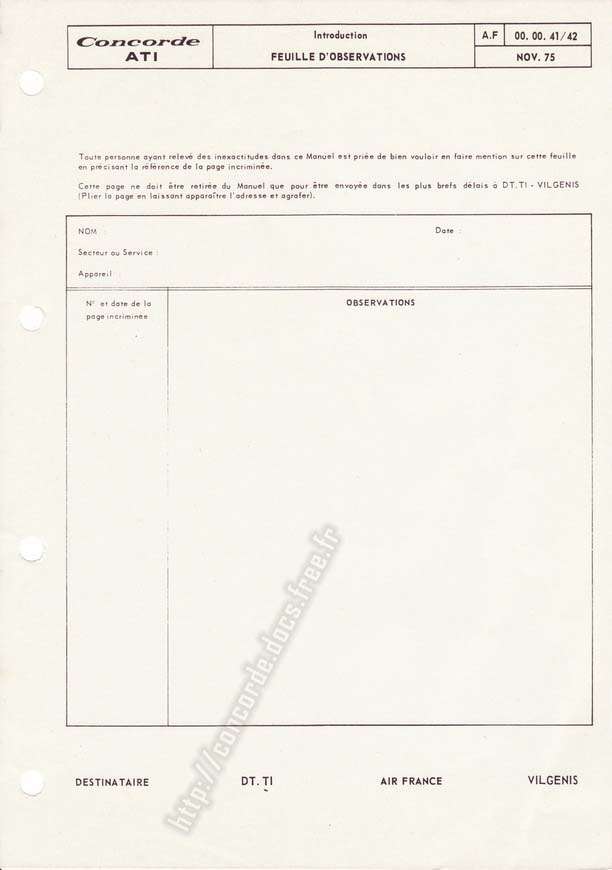 Concorde
ATI
Introduction
FEUILLE D'OBSERVATIONS
A.F
00. 00. 41/42
NOV. 75
Toute personne ayant relevé des inexactitudes dans ce Manuel est priée de bien vouloir en faire mention sur cette feuille
en précisant la référence de la page incriminée.
Cette page ne doit être retirée du Manuel que pour être envoyée dans les plus brefs délais à DT. TI - VILGENIS
(Plier la page en laissant apparaître l'adresse et agrafer).
NOM :
Date :
Secteur ou Service :
Appareil :
N° et date de la
page incriminée
OBSERVATIONS
http://concorde.docs.free.fr
DESTINATAIRE
DT. TI
AIR FRANCE
VILGENIS